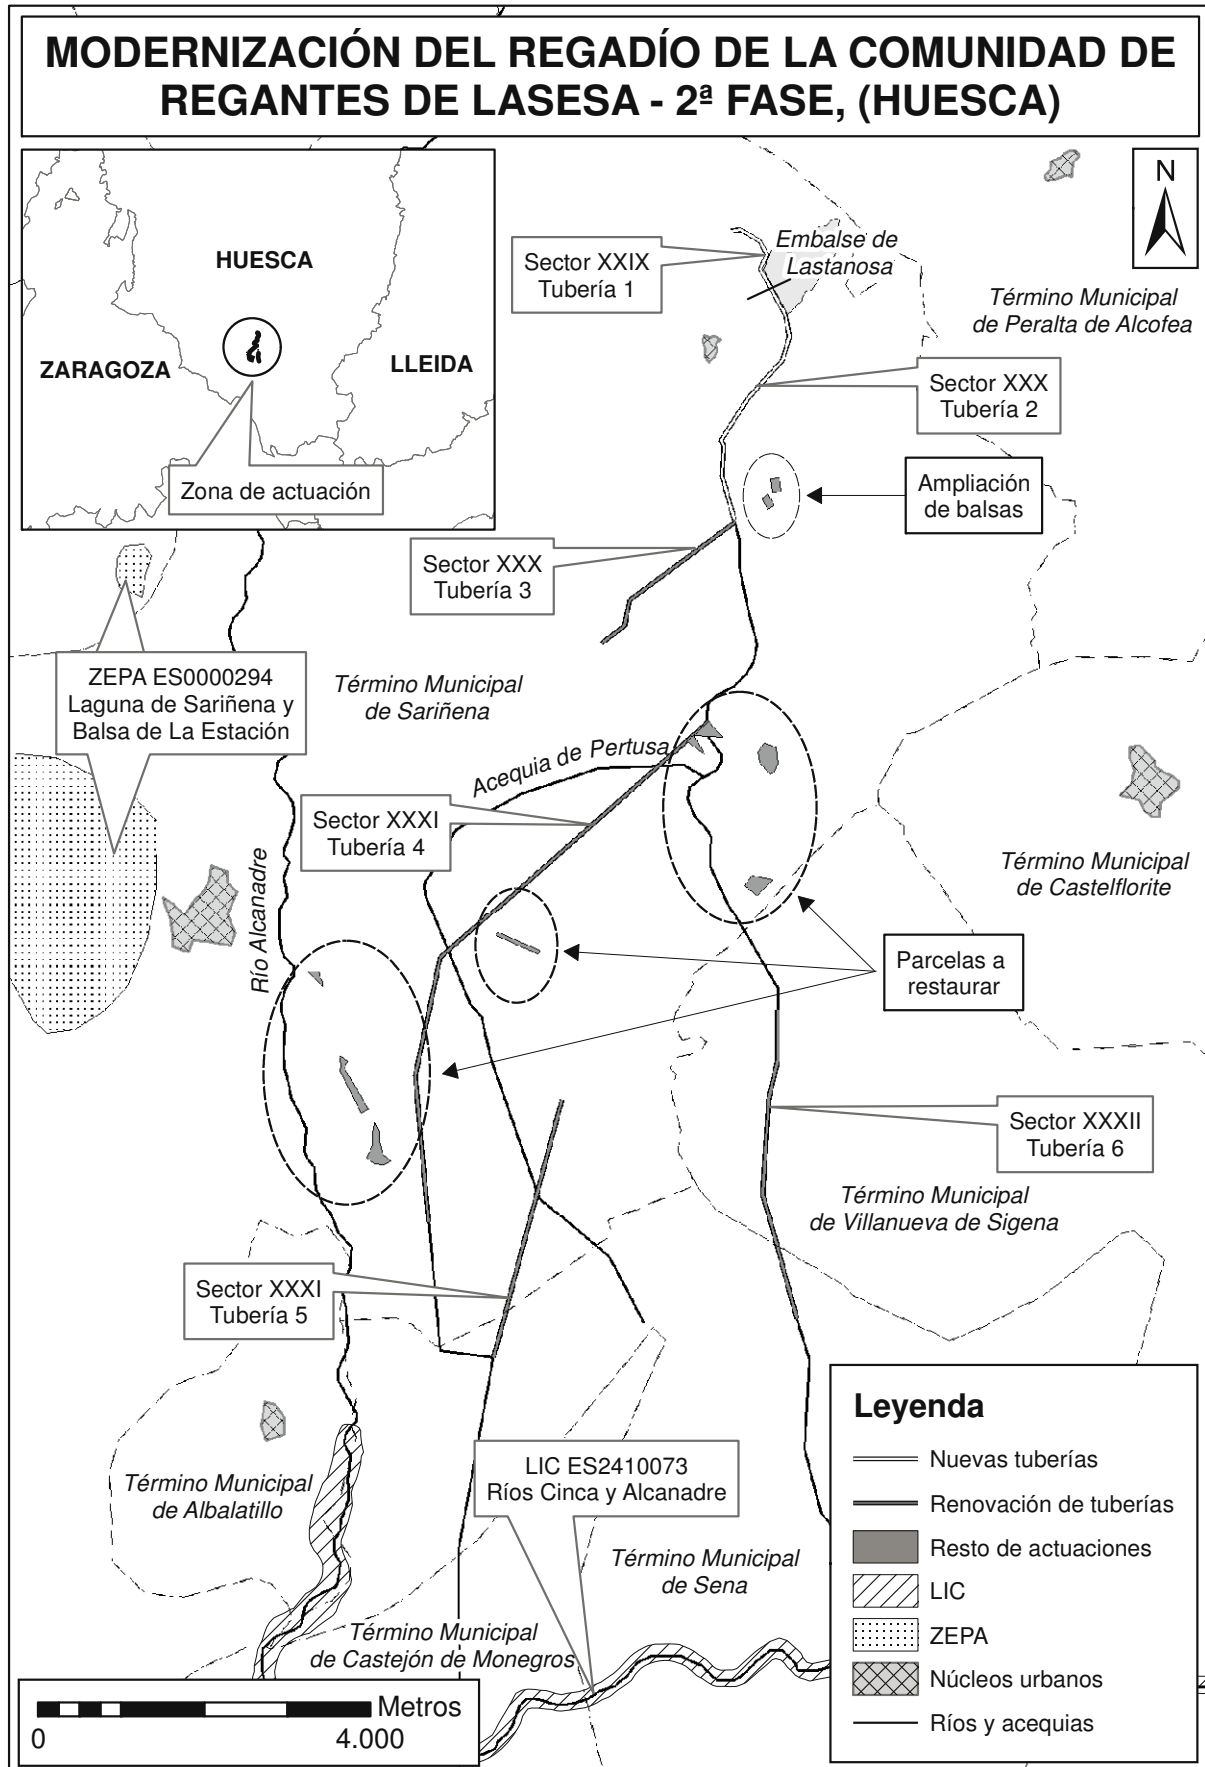 MODERNIZACIÓN DEL REGADÍO DE LA COMUNIDAD DE
REGANTES DE LASESA - 2ª FASE, (HUESCA)
HUESCA
ZARAGOZA
LLEIDA
Zona de actuación
N
Sector XXIX
Tubería 1
Embalse de
Lastanosa
Término Municipal
de Peralta de Alcofea
Sector XXX
Tubería 2
Ampliación
de balsas
Sector XXX
Tubería 3
ZEPA ES0000294
Laguna de Sariñena y
Balsa de La Estación
Término Municipal
de Sariñena
Acequia de Pertusa
Sector XXXI
Tubería 4
Río Alcanadre
Término Municipal
de Castelflorite
Parcelas a
restaurar
Sector XXXII
Tubería 6
Término Municipal
de Villanueva de Sigena
Sector XXXI
Tubería 5
Término Municipal
de Albalatillo
LIC ES2410073
Ríos Cinca y Alcanadre
Término Municipal
de Sena
Término Municipal
de Castejón de Monegros
Leyenda
Nuevas tuberías
Renovación de tuberías
Resto de actuaciones
LIC
ZEPA
Núcleos urbanos
Ríos y acequias
Metros
0
4.000